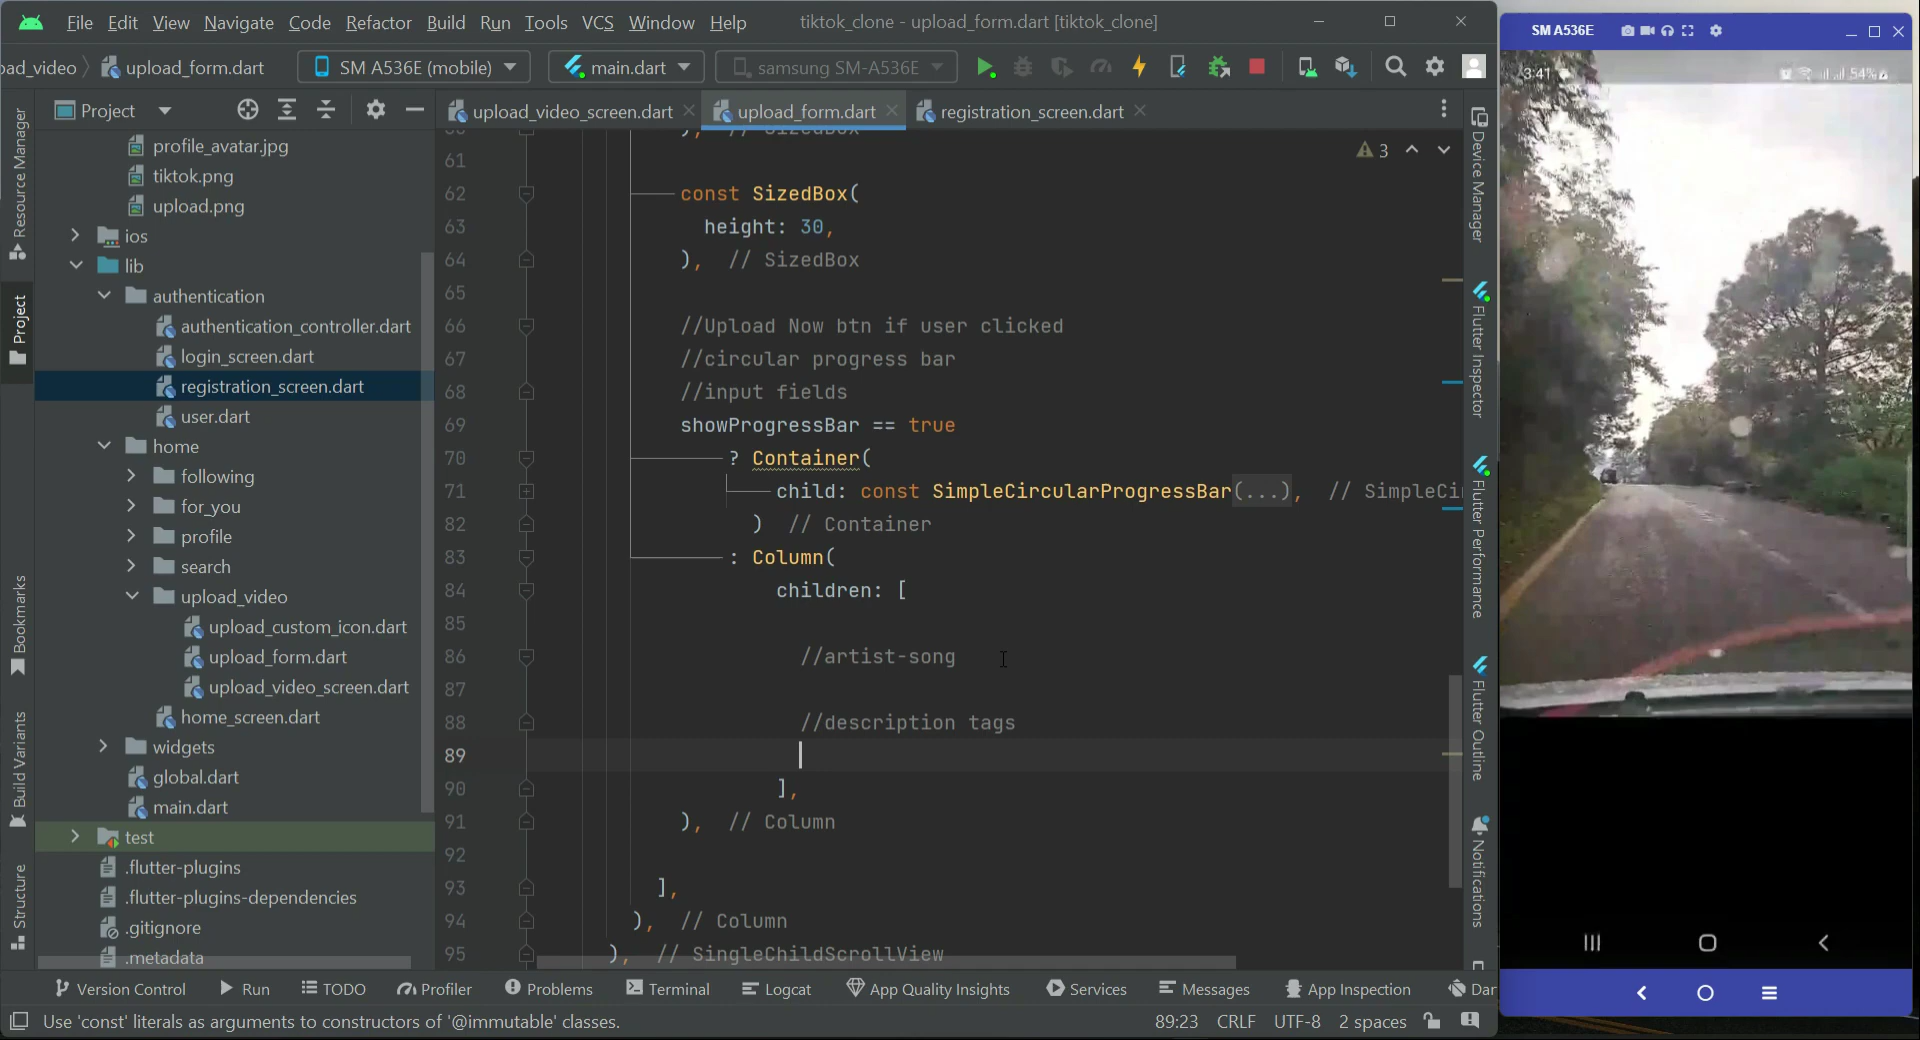 File Edit View Navigate Code Refactor Build Run Tools VCS Window Help tiktok_clone - upload_form.dart [tiktok_clone]
oad_video upload_form.dart SM A536E (mobile) main.dart samsung SM-A536E
Project
upload_video_screen.dart upload_form.dart registration_screen.dart
profile_avatar.jpg
tiktok.png
upload.png
ios
lib
authentication
authentication_controller.dart
login_screen.dart
registration_screen.dart
user.dart
home
following
for_you
profile
search
upload_video
upload_custom_icon.dart
upload_form.dart
upload_video_screen.dart
home_screen.dart
widgets
global.dart
main.dart
test
.flutter-plugins
.flutter-plugins-dependencies
.gitignore
.metadata
Resource Manager
Project
Bookmarks
Build Variants
Structure
3
), // SizedBox
61
62 const SizedBox(
63 height: 30,
64 ), // SizedBox
65
66 //Upload Now btn if user clicked
67 //circular progress bar
68 //input fields
69 showProgressBar == true
70 ? Container(
71 child: const SimpleCircularProgressBar(...), // SimpleCi
82 ) // Container
83 : Column(
84 children: [
85
86 //artist-song
87
88 //description tags
89
90 ],
91 ), // Column
92
93 ],
94 ), // Column
95 ), // SingleChildScrollView
Device Manager
Flutter Inspector
Flutter Performance
Flutter Outline
Notifications
Version Control Run TODO Profiler Problems Terminal Logcat App Quality Insights Services Messages App Inspection Dar
Use 'const' literals as arguments to constructors of '@immutable' classes. 89:23 CRLF UTF-8 2 spaces
SM A536E
3:41 54%